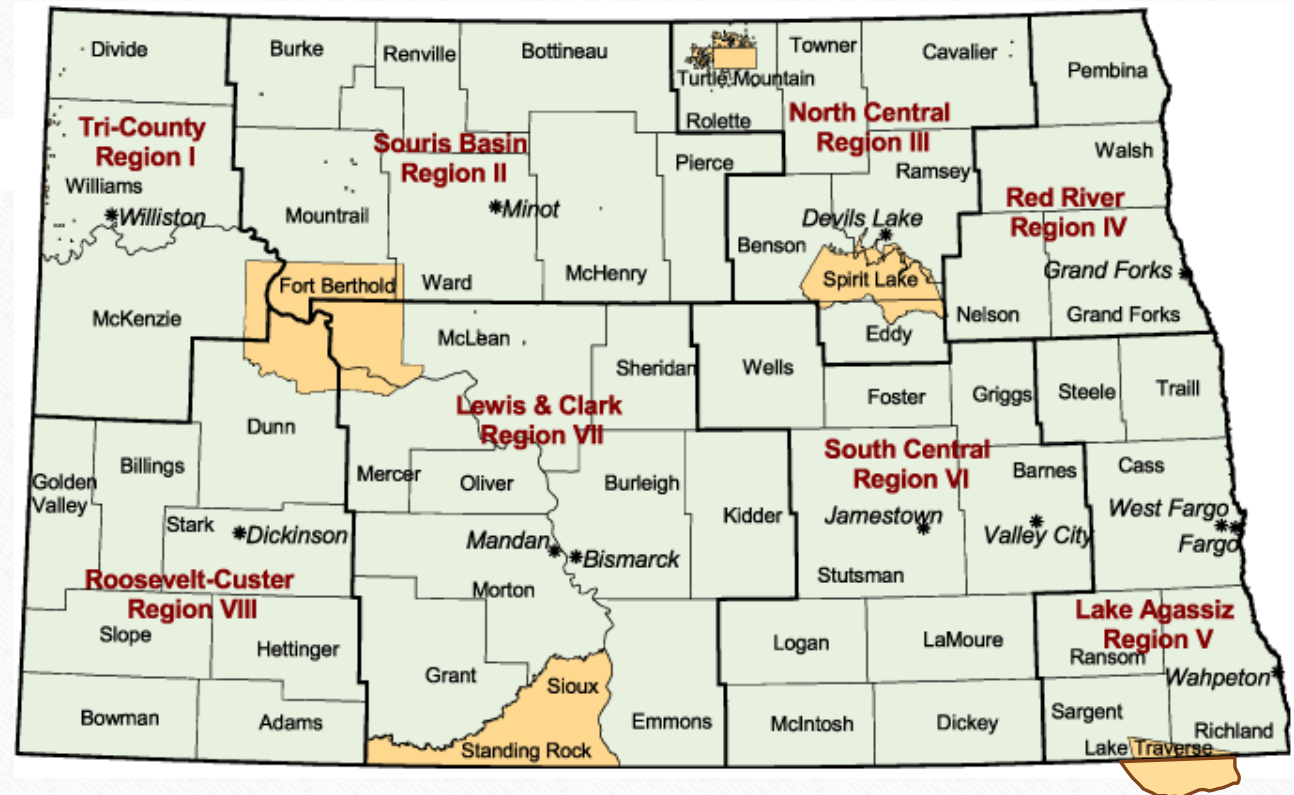 Divide
Burke
Renville
Bottineau
Towner
Cavalier
Pembina
Turtle Mountain
Rolette
Tri-County
Region I
Souris Basin
Region II
North Central
Region III
Pierce
Ramsey
Walsh
Williams
Williston
Mountrail
Minot
Red River
Region IV
Devils Lake
Benson
Grand Forks
Fort Berthold
Ward
McHenry
Spirit Lake
McKenzie
McLean
Eddy
Nelson
Grand Forks
Sheridan
Wells
Foster
Griggs
Steele
Traill
Dunn
Lewis & Clark
Region VII
South Central
Region VI
Golden
Valley
Billings
Mercer
Oliver
Burleigh
Kidder
Barnes
Cass
Stark
Dickinson
Mandan
Bismarck
Jamestown
Valley City
West Fargo
Fargo
Stutsman
Morton
Roosevelt-Custer
Region VIII
Lake Agassiz
Region V
Slope
Hettinger
Grant
Sioux
Logan
LaMoure
Ransom
Wahpeton
Bowman
Adams
Standing Rock
Emmons
McIntosh
Dickey
Sargent
Richland
Lake Traverse